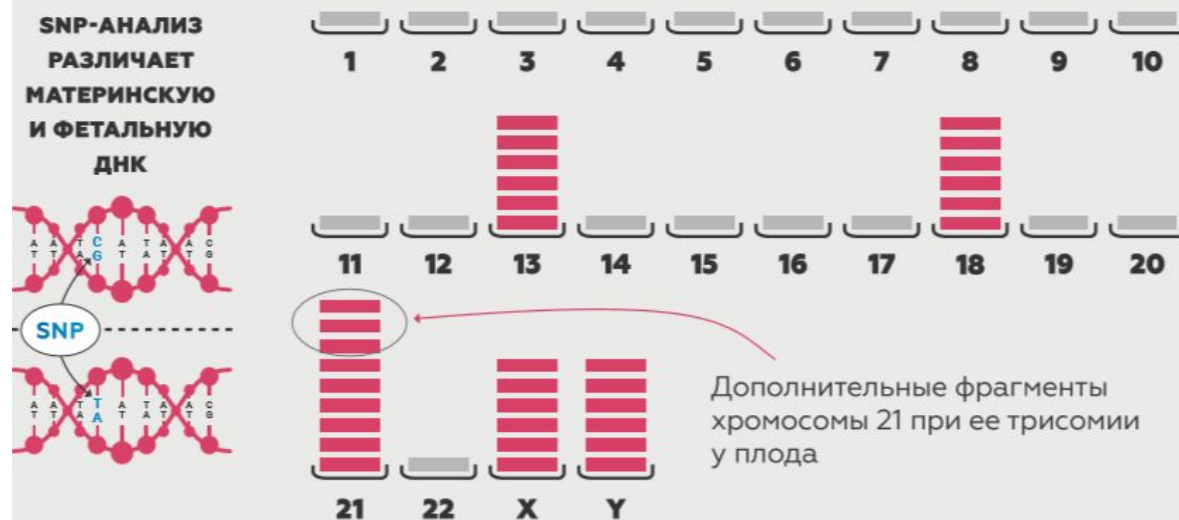 SNP-АНАЛИЗ
РАЗЛИЧАЕТ
МАТЕРИНСКУЮ
И ФЕТАЛЬНУЮ
ДНК
1 2 3 4 5 6 7 8 9 10
11 12 13 14 15 16 17 18 19 20
A A T C A T A A C
T T A G T A T T G
SNP
A A T T A T A A C
T T A A T A T T G
Дополнительные фрагменты
хромосомы 21 при ее трисомии
у плода
21 22 X Y